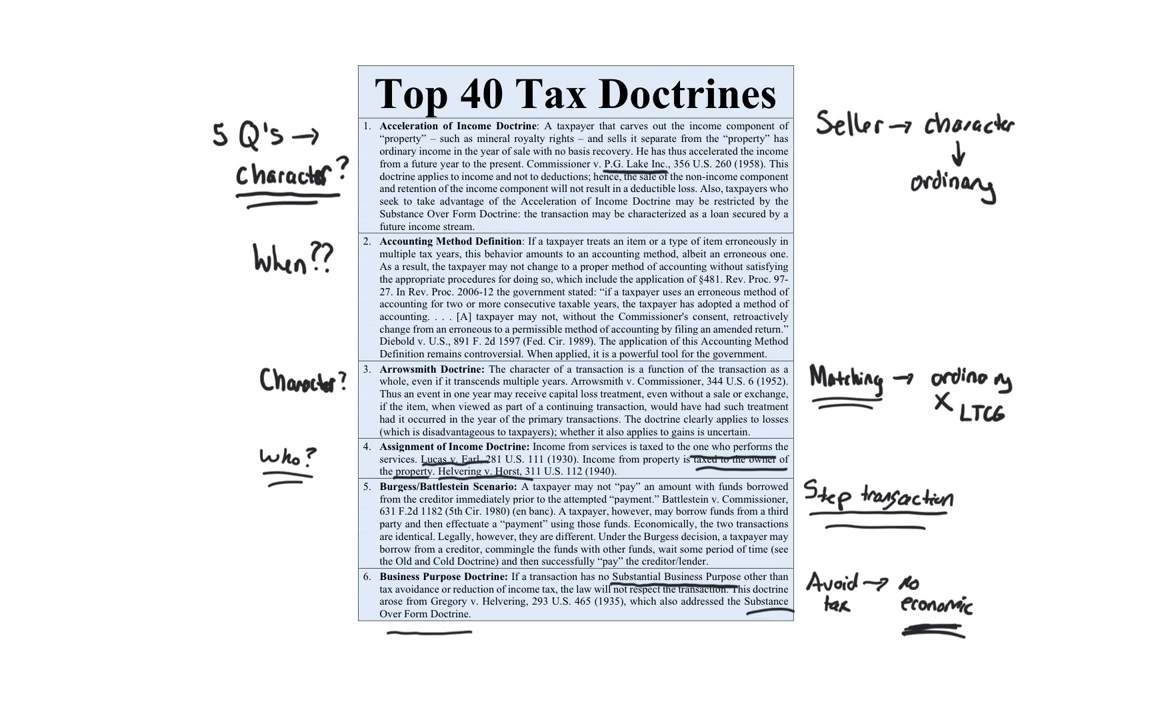 Top 40 Tax Doctrines
5 Q's →
character?
Seller → character
↓
ordinary
1. Acceleration of Income Doctrine: A taxpayer that carves out the income component of
"property" – such as mineral royalty rights – and sells it separate from the "property" has
ordinary income in the year of sale with no basis recovery. He has thus accelerated the income
from a future year to the present. Commissioner v. P.G. Lake Inc., 356 U.S. 260 (1958). This
doctrine applies to income and not to deductions; hence, the sale of the non-income component
and retention of the income component will not result in a deductible loss. Also, taxpayers who
seek to take advantage of the Acceleration of Income Doctrine may be restricted by the
Substance Over Form Doctrine: the transaction may be characterized as a loan secured by a
future income stream.
When??
2. Accounting Method Definition: If a taxpayer treats an item or a type of item erroneously in
multiple tax years, this behavior amounts to an accounting method, albeit an erroneous one.
As a result, the taxpayer may not change to a proper method of accounting without satisfying
the appropriate procedures for doing so, which include the application of §481. Rev. Proc. 97-
27. In Rev. Proc. 2006-12 the government stated: "if a taxpayer uses an erroneous method of
accounting for two or more consecutive taxable years, the taxpayer has adopted a method of
accounting. . . . [A] taxpayer may not, without the Commissioner's consent, retroactively
change from an erroneous to a permissible method of accounting by filing an amended return."
Diebold v. U.S., 891 F. 2d 1597 (Fed. Cir. 1989). The application of this Accounting Method
Definition remains controversial. When applied, it is a powerful tool for the government.
Character?
3. Arrowsmith Doctrine: The character of a transaction is a function of the transaction as a
whole, even if it transcends multiple years. Arrowsmith v. Commissioner, 344 U.S. 6 (1952).
Thus an event in one year may receive capital loss treatment, even without a sale or exchange,
if the item, when viewed as part of a continuing transaction, would have had such treatment
had it occurred in the year of the primary transactions. The doctrine clearly applies to losses
(which is disadvantageous to taxpayers); whether it also applies to gains is uncertain.
Matching → ordinary
X LTCG
Who?
4. Assignment of Income Doctrine: Income from services is taxed to the one who performs the
services. Lucas v. Earl, 281 U.S. 111 (1930). Income from property is taxed to the owner of
the property. Helvering v. Horst, 311 U.S. 112 (1940).
5. Burgess/Battlestein Scenario: A taxpayer may not "pay" an amount with funds borrowed
from the creditor immediately prior to the attempted "payment." Battlestein v. Commissioner,
631 F.2d 1182 (5th Cir. 1980) (en banc). A taxpayer, however, may borrow funds from a third
party and then effectuate a "payment" using those funds. Economically, the two transactions
are identical. Legally, however, they are different. Under the Burgess decision, a taxpayer may
borrow from a creditor, commingle the funds with other funds, wait some period of time (see
the Old and Cold Doctrine) and then successfully "pay" the creditor/lender.
Step transaction
6. Business Purpose Doctrine: If a transaction has no Substantial Business Purpose other than
tax avoidance or reduction of income tax, the law will not respect the transaction. This doctrine
arose from Gregory v. Helvering, 293 U.S. 465 (1935), which also addressed the Substance
Over Form Doctrine.
Avoid → no
tax economic